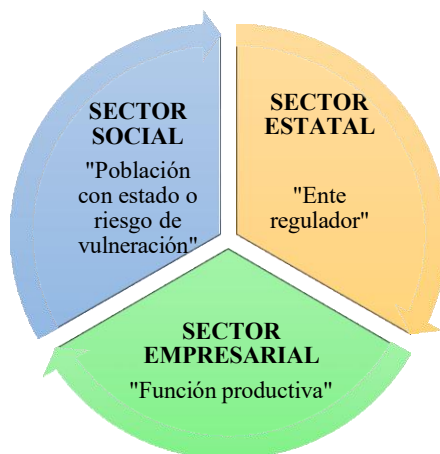 SECTOR
SOCIAL
"Población
con estado o
riesgo de
vulneración"
SECTOR
ESTATAL
"Ente
regulador"
SECTOR
EMPRESARIAL
"Función productiva"